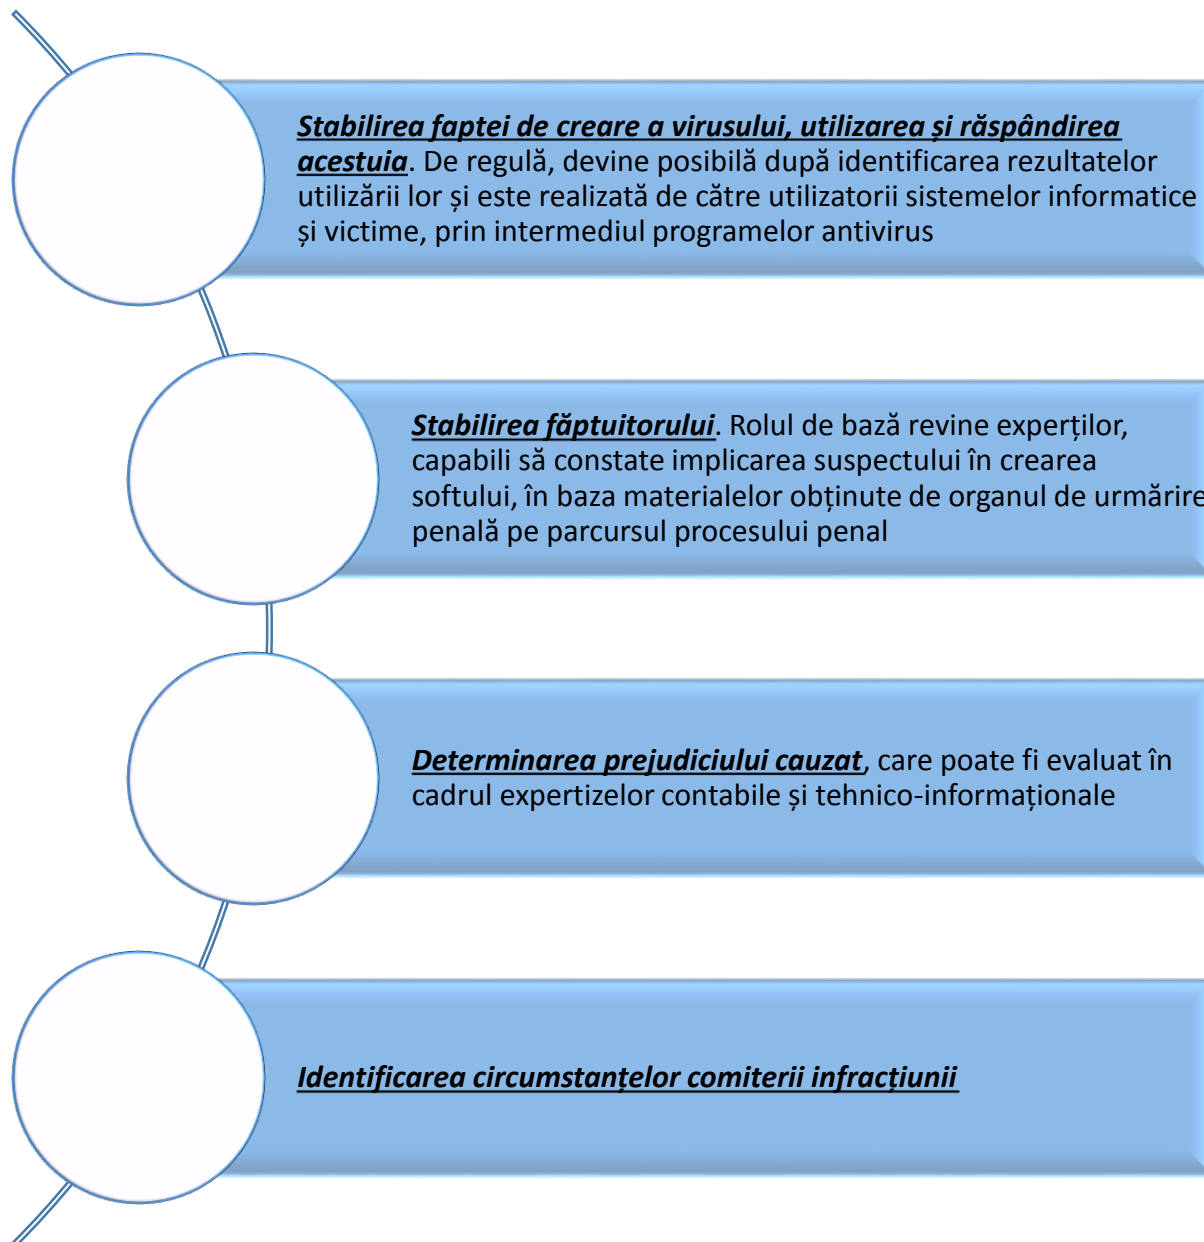 Stabilirea faptei de creare a virusului, utilizarea și răspândirea
acestuia. De regulă, devine posibilă după identificarea rezultatelor
utilizării lor și este realizată de către utilizatorii sistemelor informatice
și victime, prin intermediul programelor antivirus
Stabilirea făptuitorului. Rolul de bază revine experților,
capabili să constate implicarea suspectului în crearea
softului, în baza materialelor obținute de organul de urmărire
penală pe parcursul procesului penal
Determinarea prejudiciului cauzat, care poate fi evaluat în
cadrul expertizelor contabile și tehnico-informaționale
Identificarea circumstanțelor comiterii infracțiunii